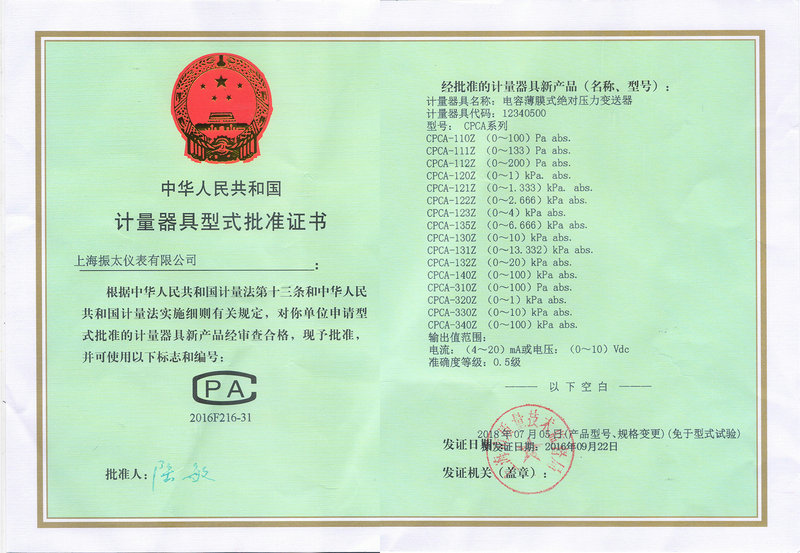 中华人民共和国
计量器具型式批准证书
上海振太仪表有限公司:
根据中华人民共和国计量法第十三条和中华人民
共和国计量法实施细则有关规定，对你单位申请型
式批准的计量器具新产品经审查合格，现予批准，
并可使用以下标志和编号：
CPA
2016F216-31
批准人：
经批准的计量器具新产品（名称、型号）：
计量器具名称：电容薄膜式绝对压力变送器
计量器具代码：12340500
型号： CPCA系列
CPCA-110Z （0～100）Pa abs.
CPCA-111Z （0～133）Pa abs.
CPCA-112Z （0～200）Pa abs.
CPCA-120Z （0～1）kPa. abs.
CPCA-121Z （0～1.333）kPa. abs.
CPCA-122Z （0～2.666）kPa abs.
CPCA-123Z （0～4）kPa abs.
CPCA-135Z （0～6.666）kPa abs.
CPCA-130Z （0～10）kPa abs.
CPCA-131Z （0～13.332）kPa abs.
CPCA-132Z （0～20）kPa abs.
CPCA-140Z （0～100）kPa abs.
CPCA-310Z （0～100）Pa abs.
CPCA-320Z （0～1）kPa abs.
CPCA-330Z （0～10）kPa abs.
CPCA-340Z （0～100）kPa abs.
输出值范围：
电流：（4～20）mA或电压：（0～10）Vdc
准确度等级：0.5级
—— 以下空白 ——
2018年07月05日(产品型号、规格变更)(免于型式试验)
发证日期
发证日期：2016年09月22日
发证机关（盖章）：